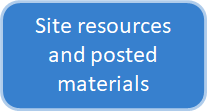 Site resources
and posted
materials